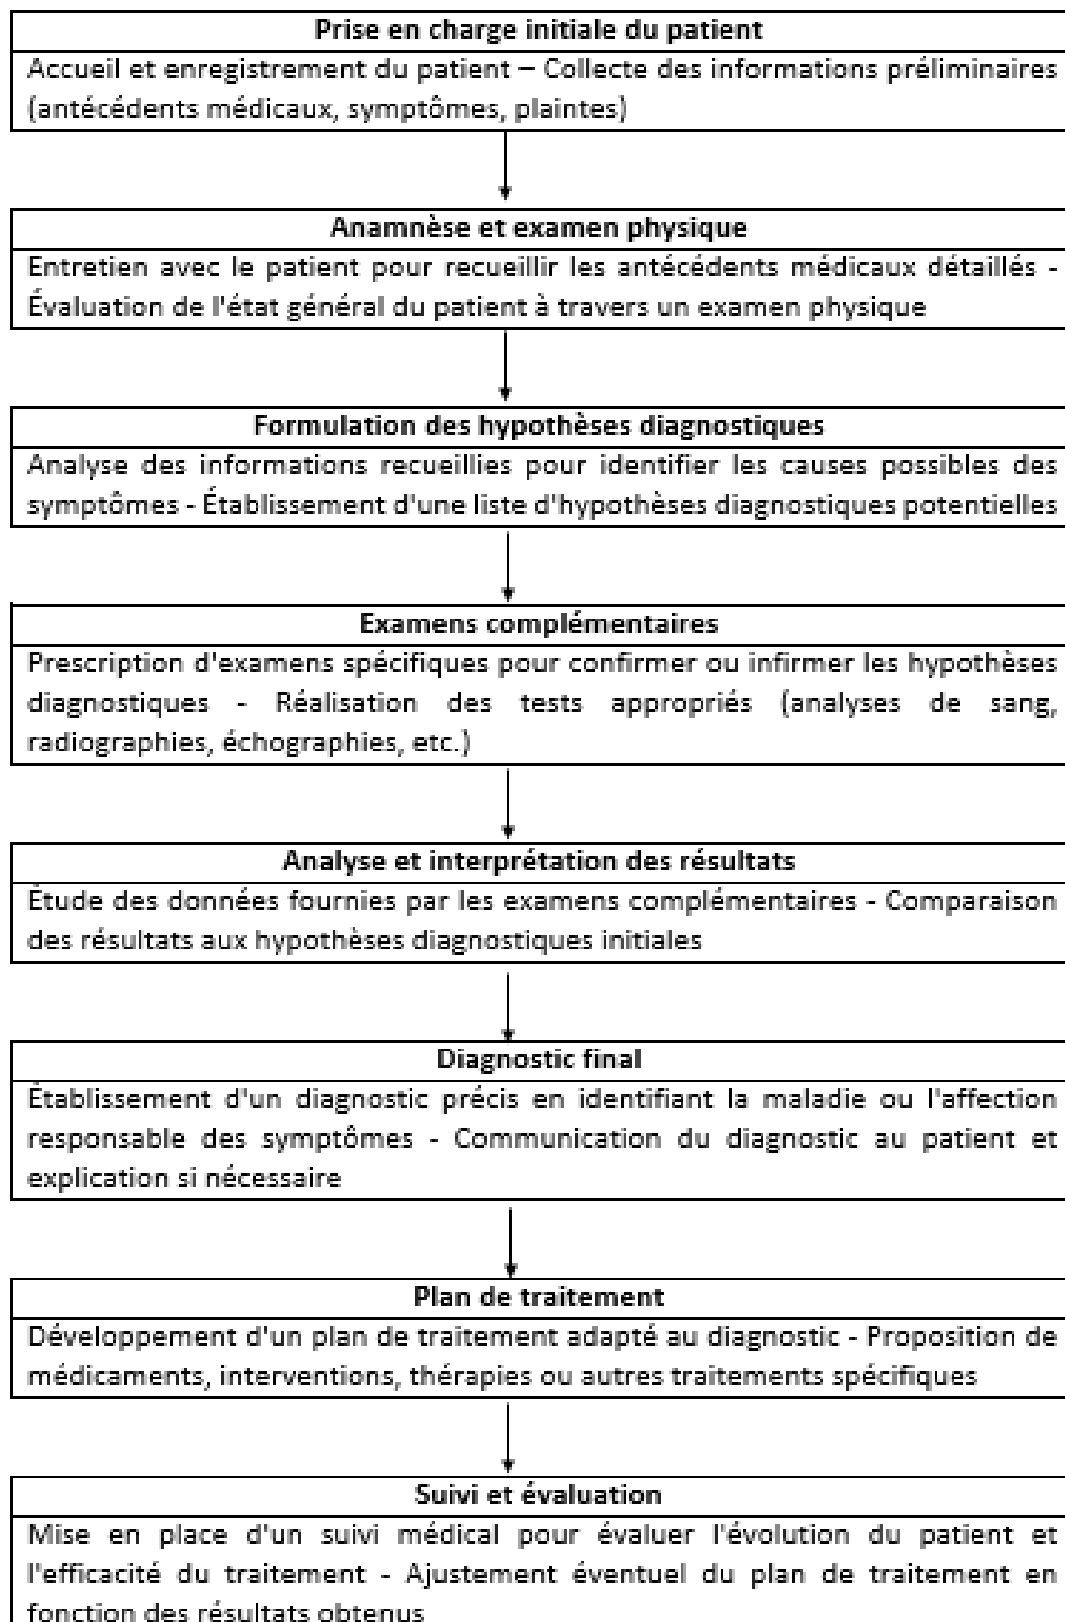 Prise en charge initiale du patient
Accueil et enregistrement du patient – Collecte des informations préliminaires
(antécédents médicaux, symptômes, plaintes)
Anamnèse et examen physique
Entretien avec le patient pour recueillir les antécédents médicaux détaillés -
Évaluation de l'état général du patient à travers un examen physique
Formulation des hypothèses diagnostiques
Analyse des informations recueillies pour identifier les causes possibles des
symptômes - Établissement d'une liste d'hypothèses diagnostiques potentielles
Examens complémentaires
Prescription d'examens spécifiques pour confirmer ou infirmer les hypothèses
diagnostiques - Réalisation des tests appropriés (analyses de sang,
radiographies, échographies, etc.)
Analyse et interprétation des résultats
Étude des données fournies par les examens complémentaires - Comparaison
des résultats aux hypothèses diagnostiques initiales
Diagnostic final
Établissement d'un diagnostic précis en identifiant la maladie ou l'affection
responsable des symptômes - Communication du diagnostic au patient et
explication si nécessaire
Plan de traitement
Développement d'un plan de traitement adapté au diagnostic - Proposition de
médicaments, interventions, thérapies ou autres traitements spécifiques
Suivi et évaluation
Mise en place d'un suivi médical pour évaluer l'évolution du patient et
l'efficacité du traitement - Ajustement éventuel du plan de traitement en
fonction des résultats obtenus